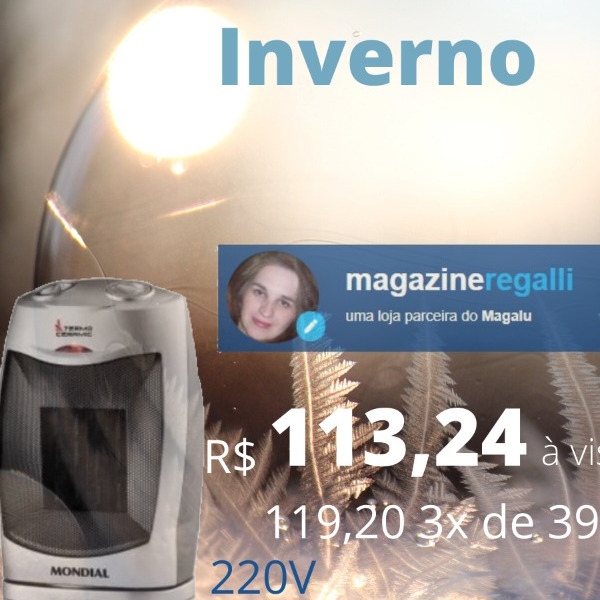 Inverno
magazineregalli
uma loja parceira do Magalu
TERMO
CERAMIC
R$ 113,24 à vis
119,20 3x de 39
MONDIAL
220V